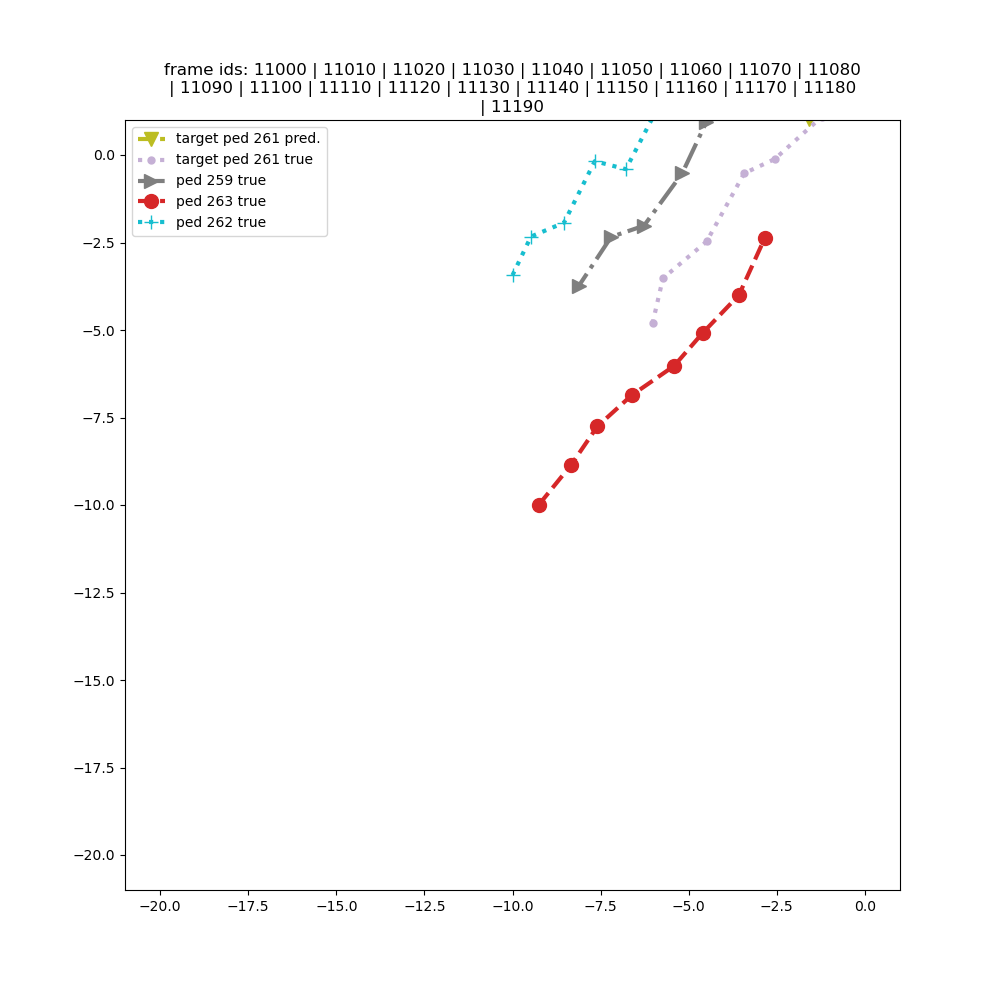 frame ids: 11000 | 11010 | 11020 | 11030 | 11040 | 11050 | 11060 | 11070 | 11080
| 11090 | 11100 | 11110 | 11120 | 11130 | 11140 | 11150 | 11160 | 11170 | 11180
| 11190
target ped 261 pred.
target ped 261 true
ped 259 true
ped 263 true
ped 262 true
0.0
−2.5
−5.0
−7.5
−10.0
−12.5
−15.0
−17.5
−20.0
−20.0 −17.5 −15.0 −12.5 −10.0 −7.5 −5.0 −2.5 0.0